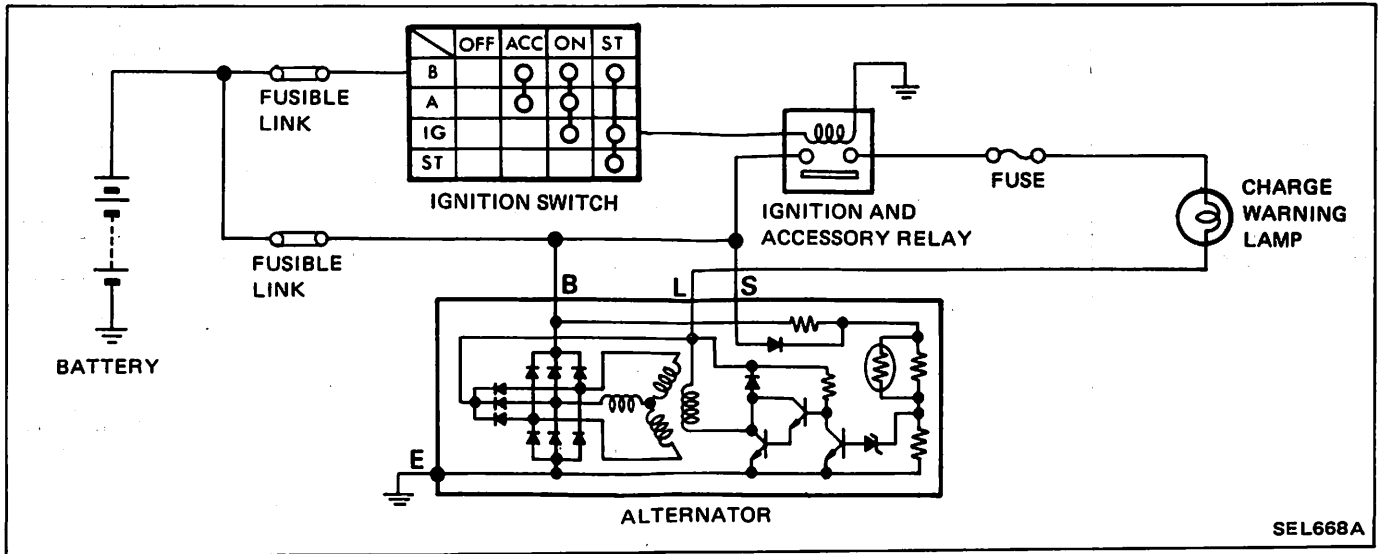 OFF ACC ON ST
B
A
IG
ST
IGNITION SWITCH
FUSIBLE
LINK
FUSIBLE
LINK
BATTERY
IGNITION AND
ACCESSORY RELAY
FUSE
CHARGE
WARNING
LAMP
B L S
E
ALTERNATOR
SEL668A